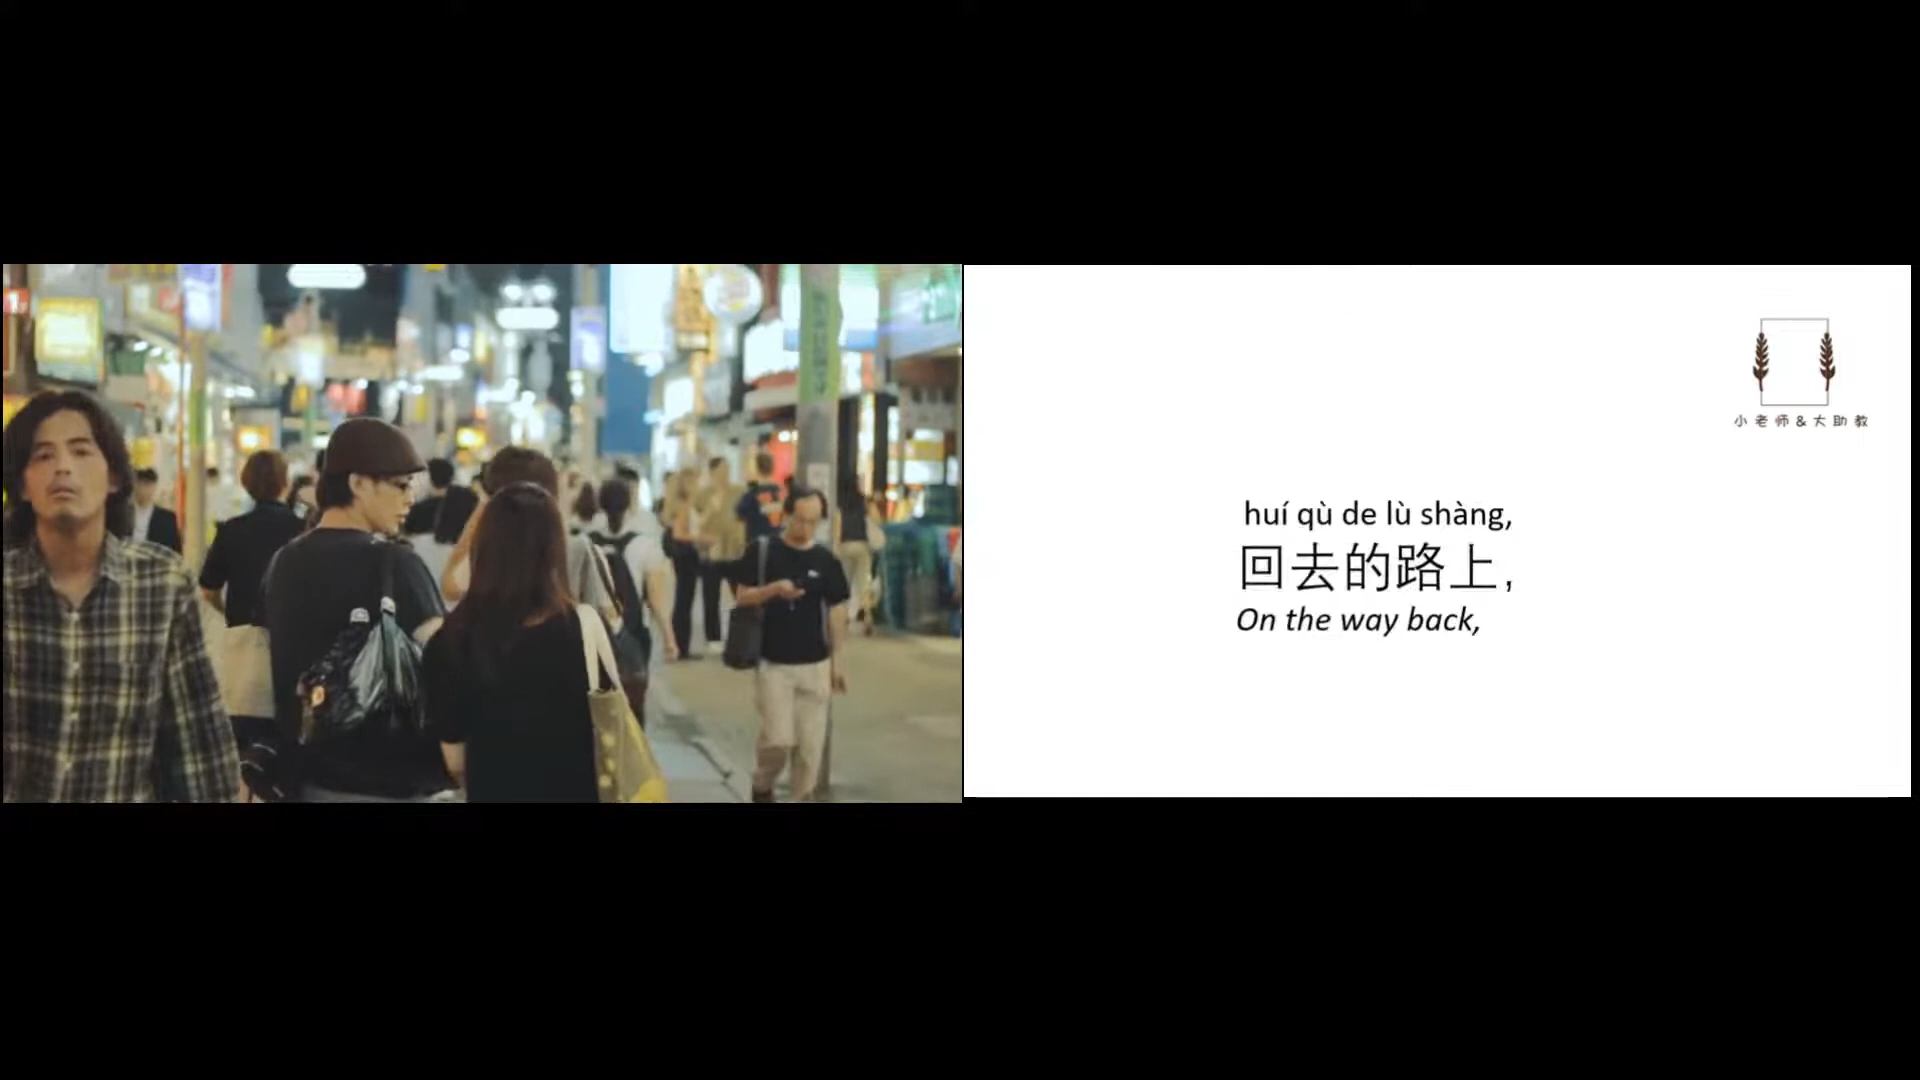 小老师&大助教
huí qù de lù shàng,
回去的路上,
On the way back,